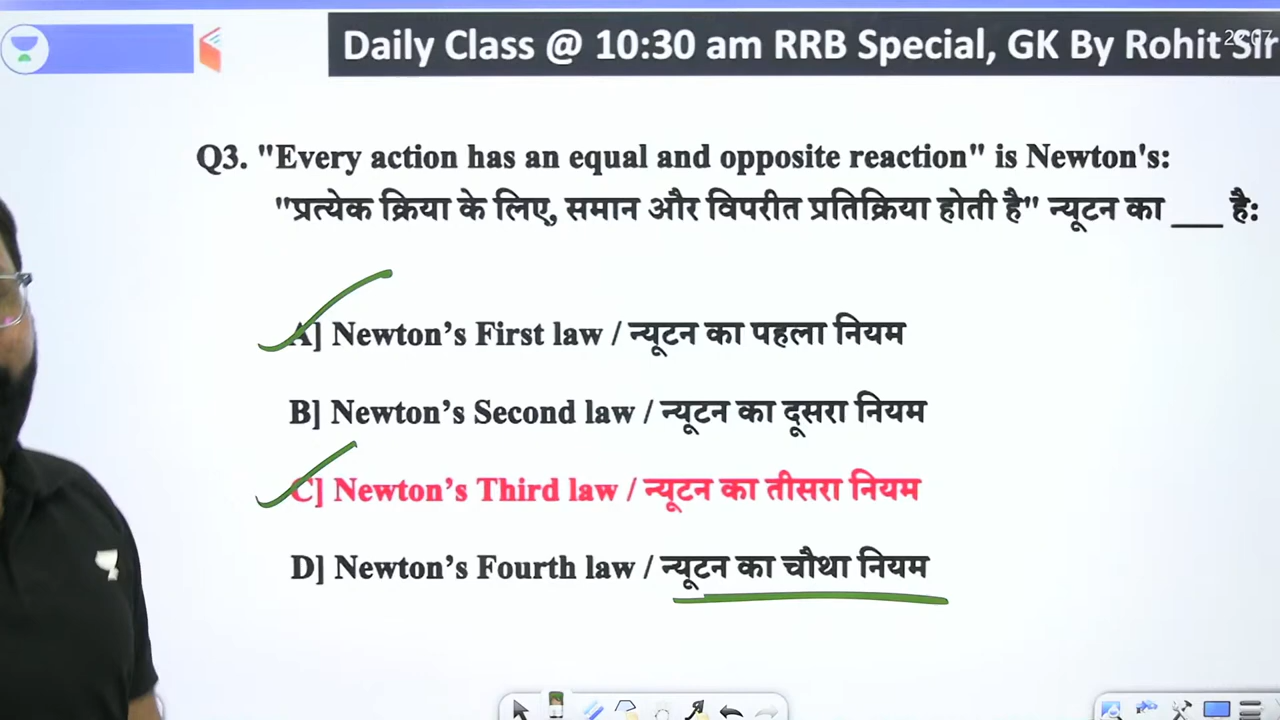 Daily Class @ 10:30 am RRB Special, GK By Rohit Sir
Q3. "Every action has an equal and opposite reaction" is Newton's:
"प्रत्येक क्रिया के लिए, समान और विपरीत प्रतिक्रिया होती है" न्यूटन का ___ है:
A] Newton’s First law / न्यूटन का पहला नियम
B] Newton’s Second law / न्यूटन का दूसरा नियम
C] Newton’s Third law / न्यूटन का तीसरा नियम
D] Newton’s Fourth law / न्यूटन का चौथा नियम